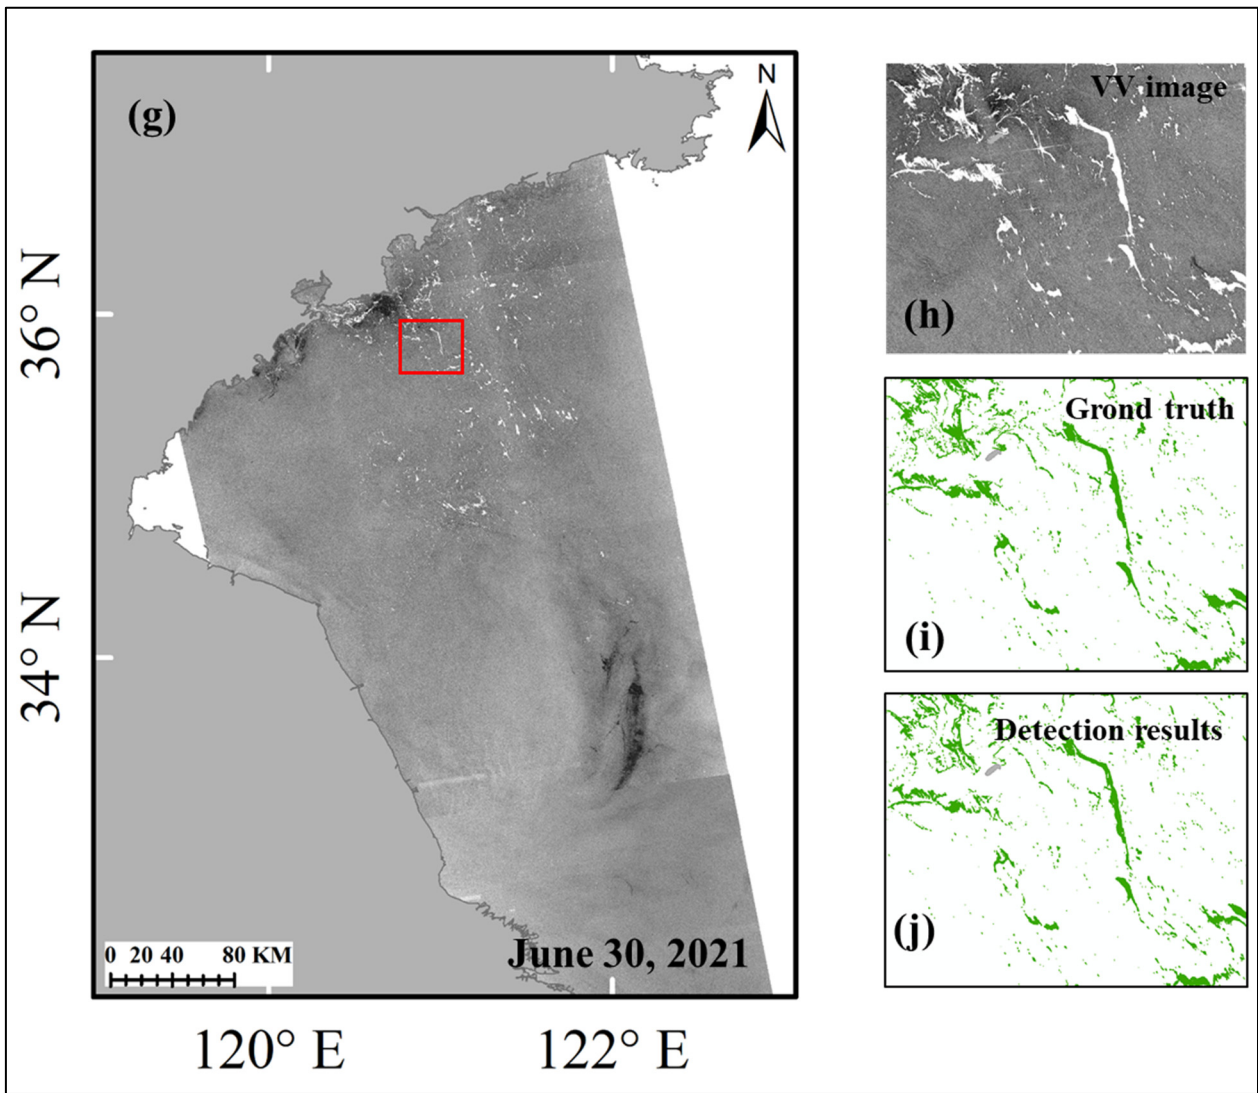 (g)
N
36° N
34° N
0 20 40 80 KM
June 30, 2021
120° E 122° E
VV image
(h)
Grond truth
(i)
Detection results
(j)